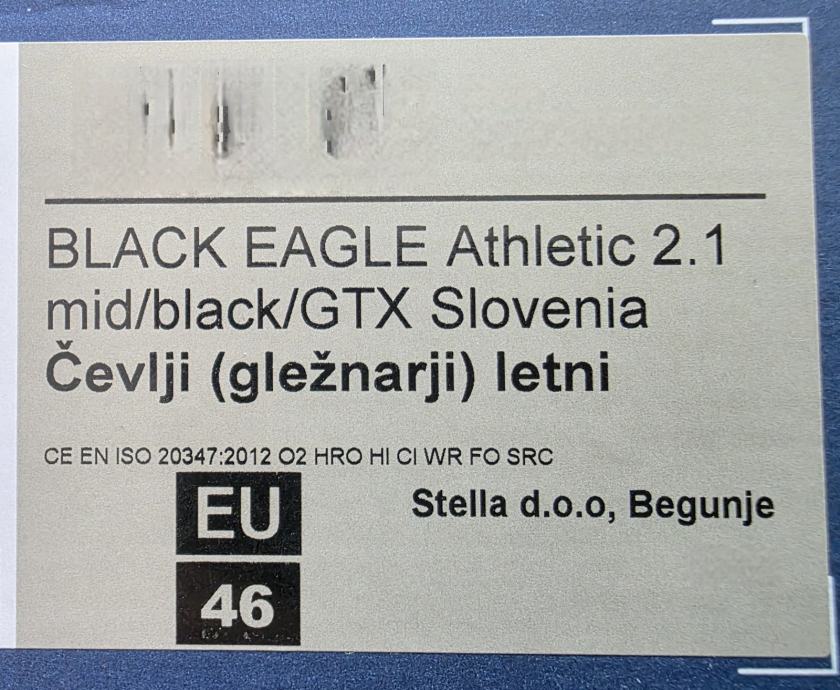 BLACK EAGLE Athletic 2.1
mid/black/GTX Slovenia
Čevlji (gležnarji) letni
CE EN ISO 20347:2012 O2 HRO HI CI WR FO SRC
EU
Stella d.o.o, Begunje
46